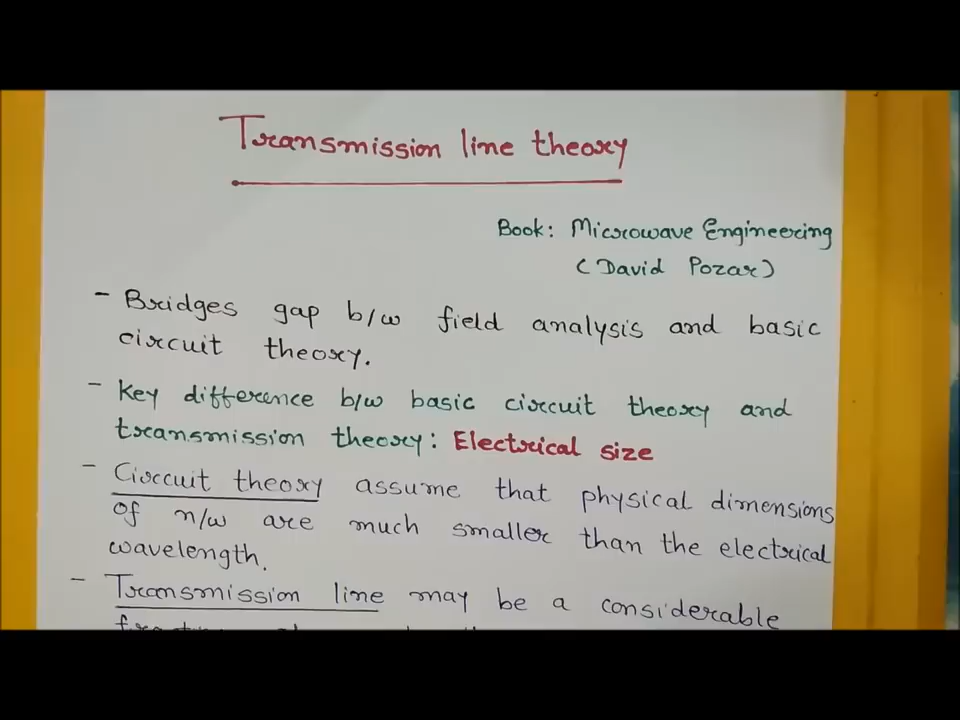 Transmission line theory
Book: Microwave Engineering
(David Pozar)
- Bridges gap b/w field analysis and basic
circuit theory.
- Key difference b/w basic circuit theory and
transmission theory: Electrical size
- Circuit theory assume that physical dimensions
of n/w are much smaller than the electrical
wavelength.
- Transmission line may be a considerable